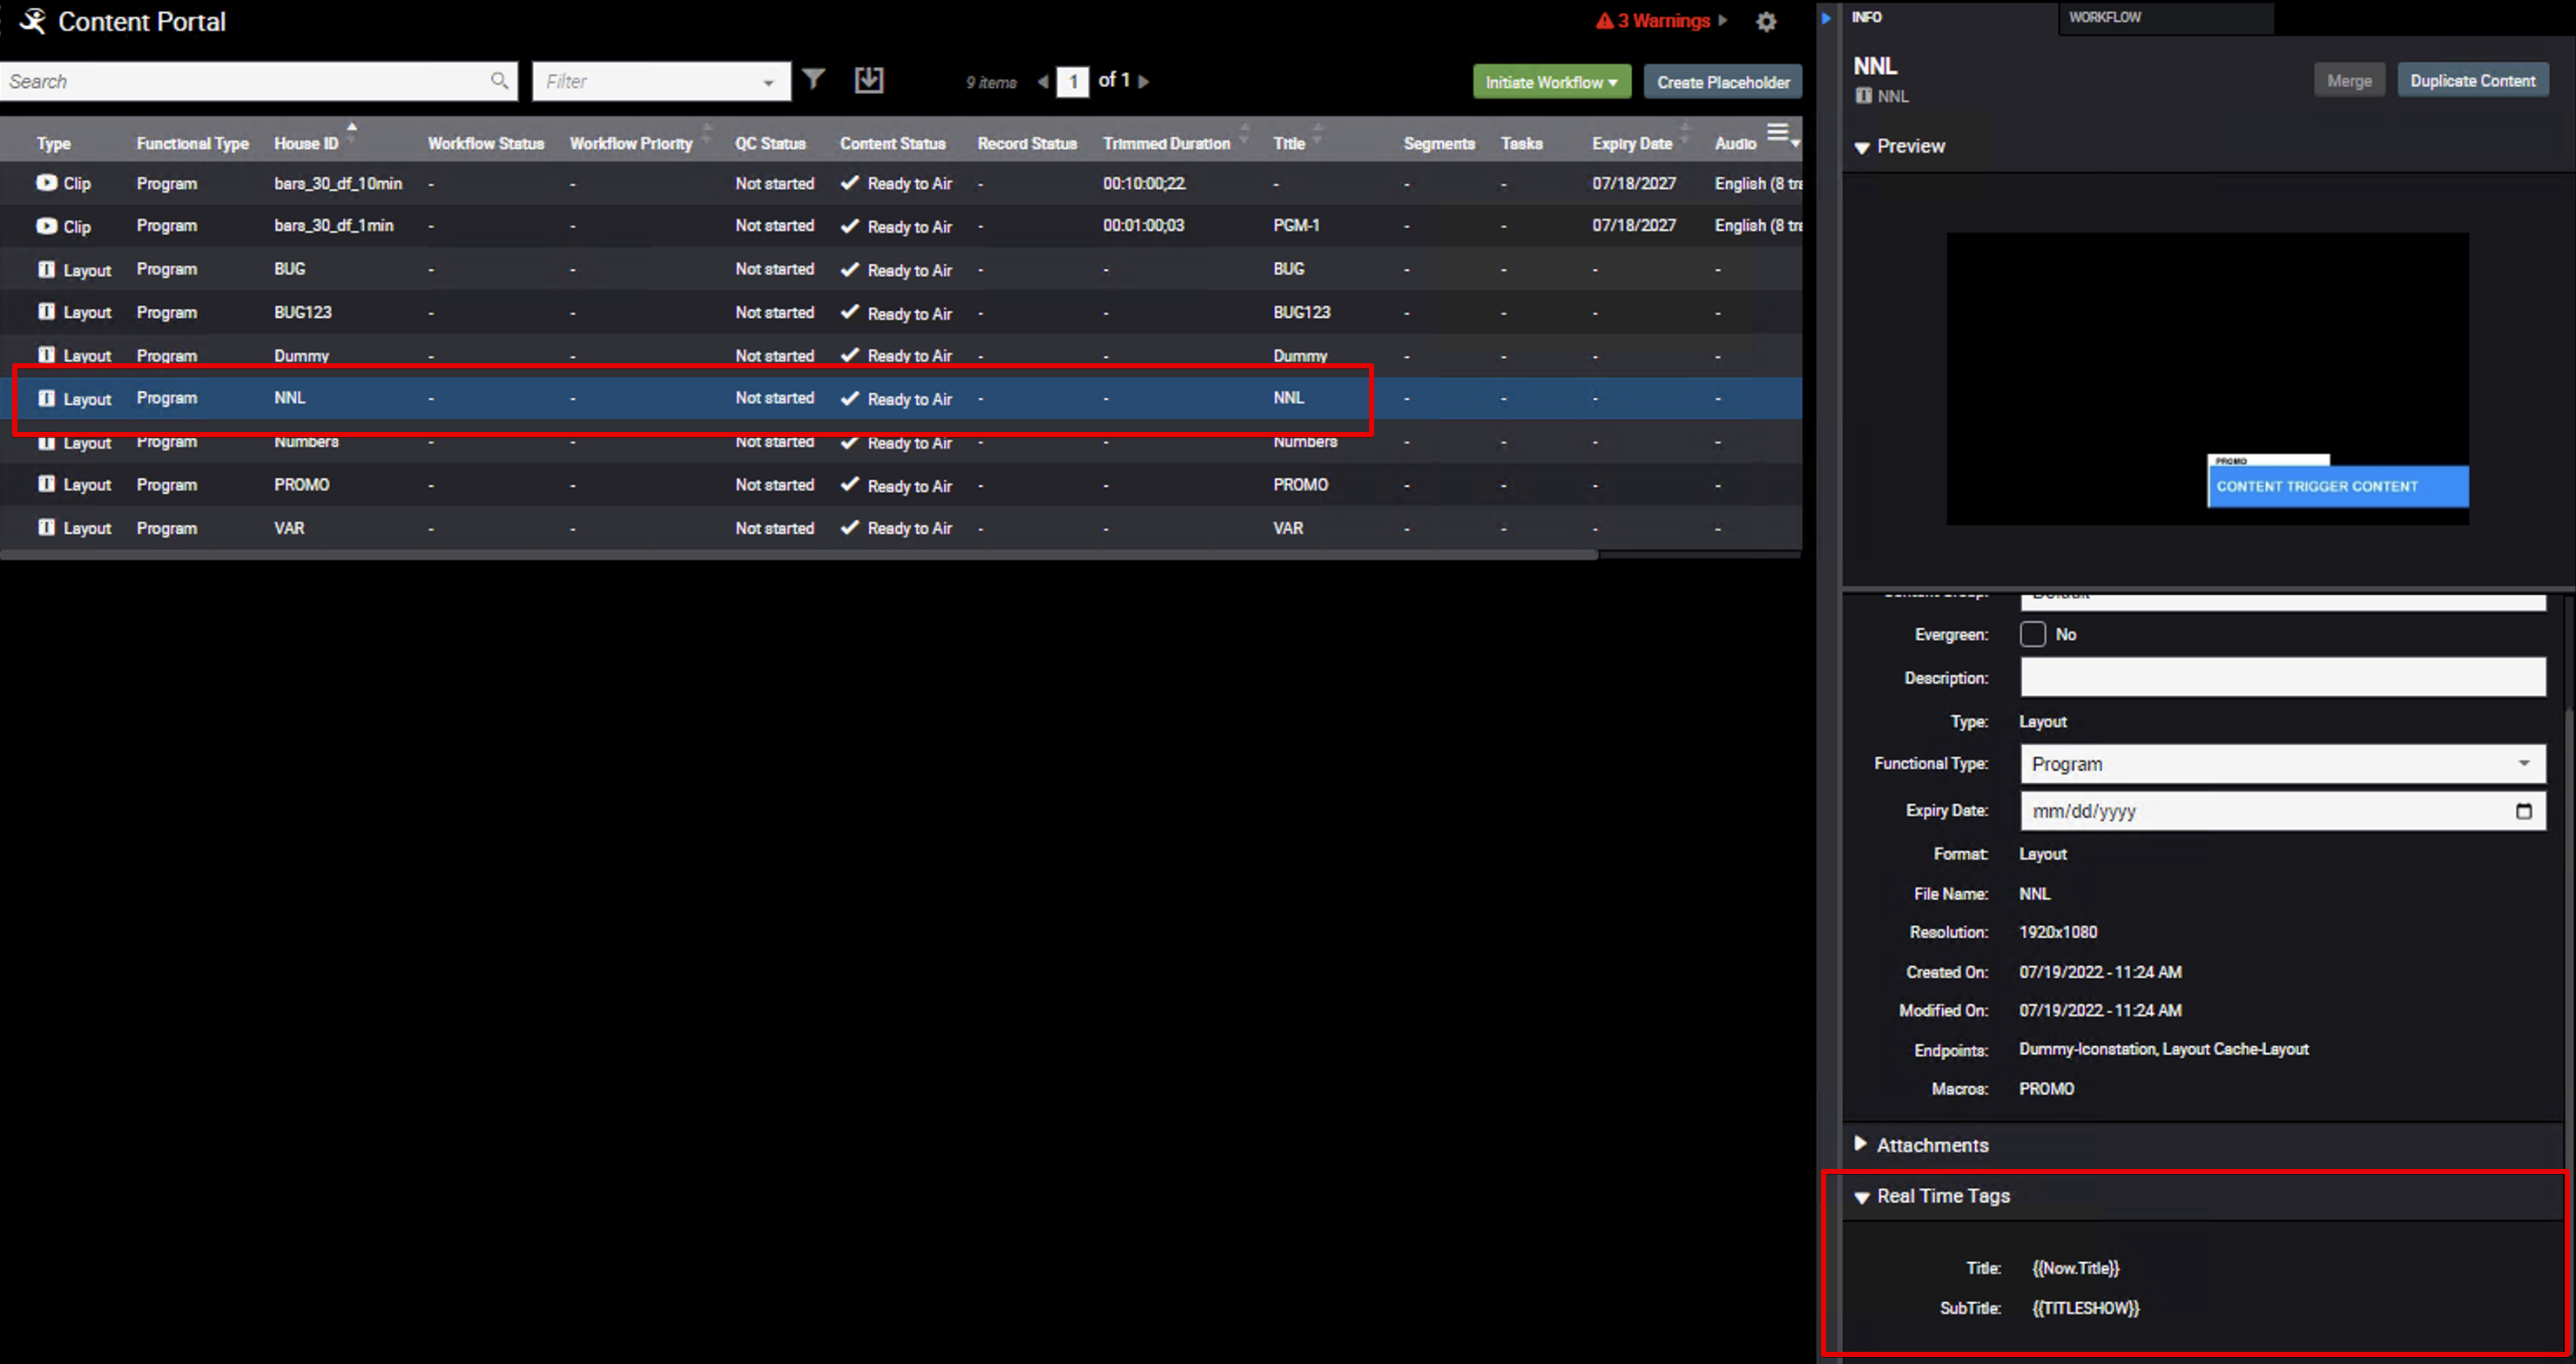 Content Portal
3 Warnings
Search
Filter
9 items
1 of 1
Initiate Workflow
Create Placeholder
Type Functional Type House ID Workflow Status Workflow Priority QC Status Content Status Record Status Trimmed Duration Title Segments Tasks Expiry Date Audio
Clip Program bars_30_df_10min - - Not started Ready to Air - 00:10:00;22 - - - 07/18/2027 English (8 tra
Clip Program bars_30_df_1min - - Not started Ready to Air - 00:01:00;03 PGM-1 - - 07/18/2027 English (8 tra
Layout Program BUG - - Not started Ready to Air - - BUG - - - -
Layout Program BUG123 - - Not started Ready to Air - - BUG123 - - - -
Layout Program Dummy - - Not started Ready to Air - - Dummy - - - -
Layout Program NNL - - Not started Ready to Air - - NNL - - - -
Layout Program Numbers - - Not started Ready to Air - - Numbers - - - -
Layout Program PROMO - - Not started Ready to Air - - PROMO - - - -
Layout Program VAR - - Not started Ready to Air - - VAR - - - -
INFO
WORKFLOW
NNL
NNL
Merge
Duplicate Content
Preview
PROMO
CONTENT TRIGGER CONTENT
Content Group: Default
Evergreen: No
Description:
Type: Layout
Functional Type: Program
Expiry Date: mm/dd/yyyy
Format: Layout
File Name: NNL
Resolution: 1920x1080
Created On: 07/19/2022 - 11:24 AM
Modified On: 07/19/2022 - 11:24 AM
Endpoints: Dummy-Iconstation, Layout Cache-Layout
Macros: PROMO
Attachments
Real Time Tags
Title: {{Now.Title}}
SubTitle: {{TITLESHOW}}